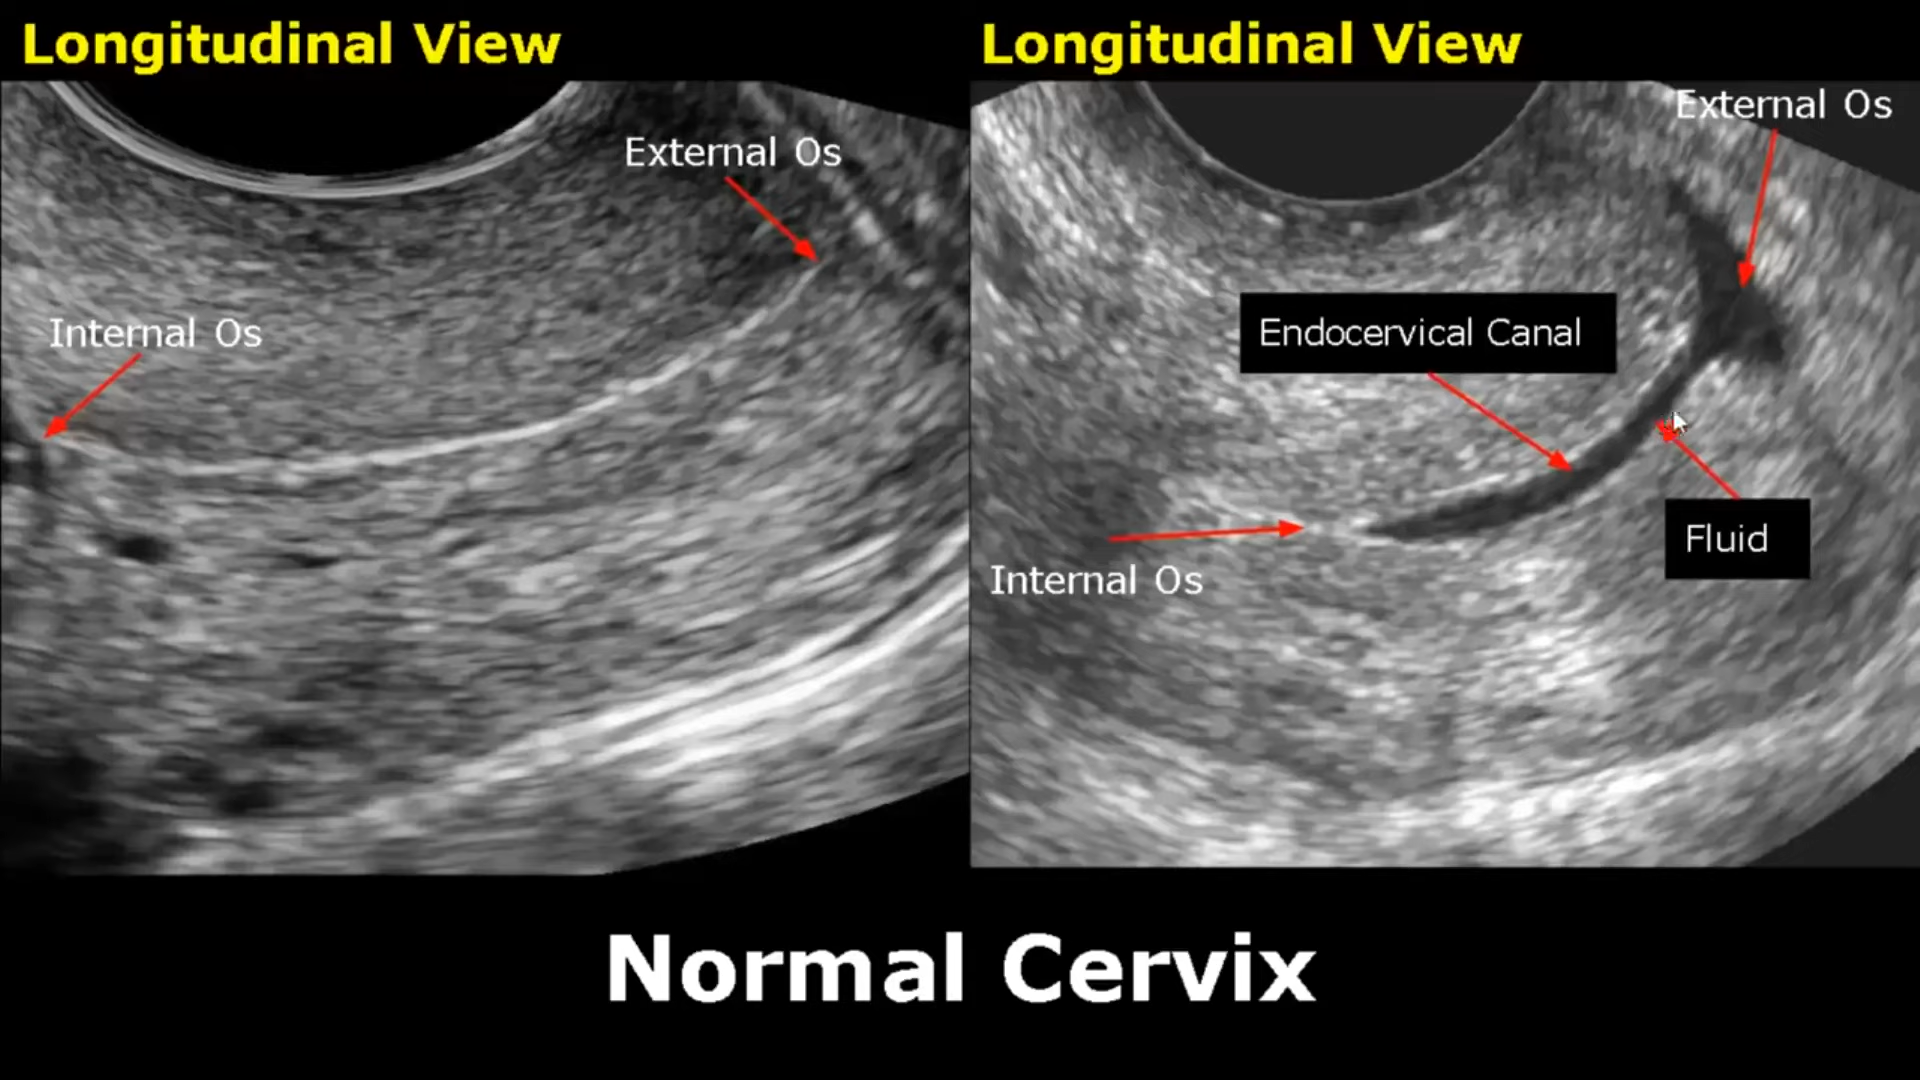 Longitudinal View
External Os
Internal Os
Longitudinal View
External Os
Endocervical Canal
Fluid
Internal Os
Normal Cervix